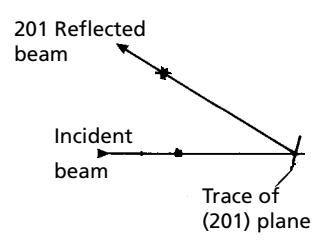 201 Reflected
beam
Incident
beam
Trace of
(201) plane